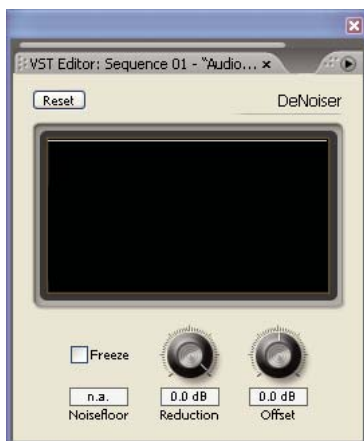 VST Editor: Sequence 01 - "Audio... ×
Reset
DeNoiser
Freeze
n.a.
0.0 dB
0.0 dB
Noisefloor
Reduction
Offset